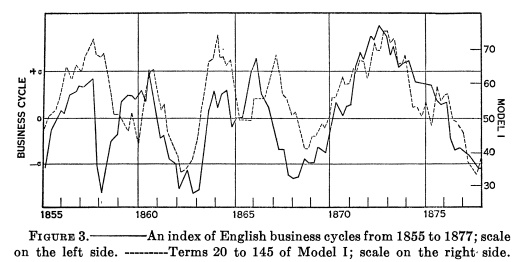 BUSINESS CYCLE
+σ
0
−σ
70
60
50
40
30
MODEL I
1855
1860
1865
1870
1875
FIGURE 3.————An index of English business cycles from 1855 to 1877; scale
on the left side. ---------Terms 20 to 145 of Model I; scale on the right side.